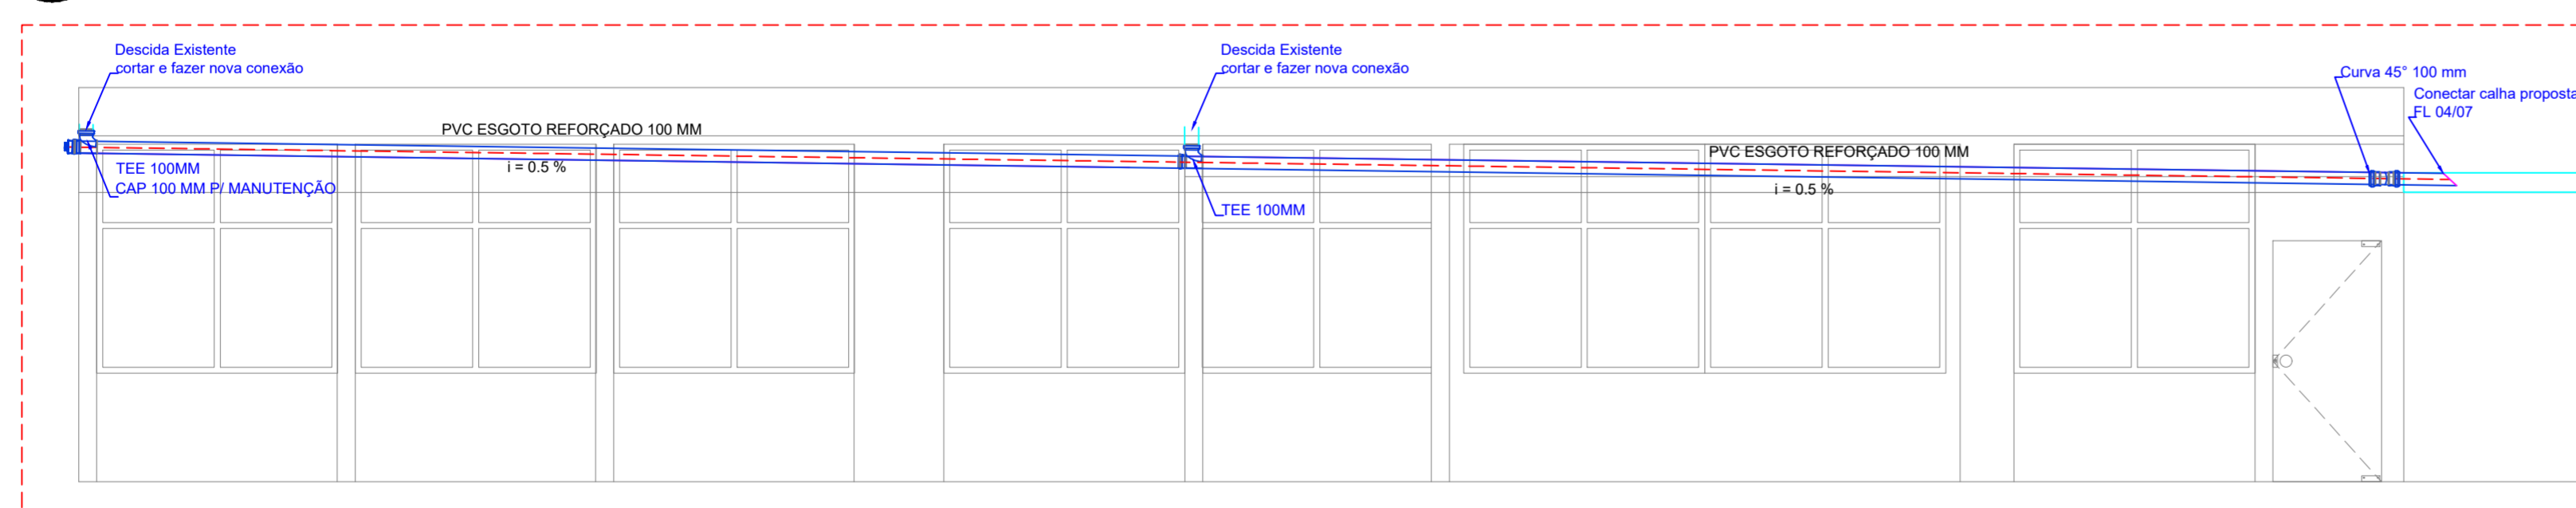 Descida Existente
cortar e fazer nova conexão
PVC ESGOTO REFORÇADO 100 MM
i = 0.5 %
TEE 100MM
CAP 100 MM P/ MANUTENÇÃO
Descida Existente
cortar e fazer nova conexão
TEE 100MM
PVC ESGOTO REFORÇADO 100 MM
i = 0.5 %
Curva 45° 100 mm
Conectar calha proposta
FL 04/07